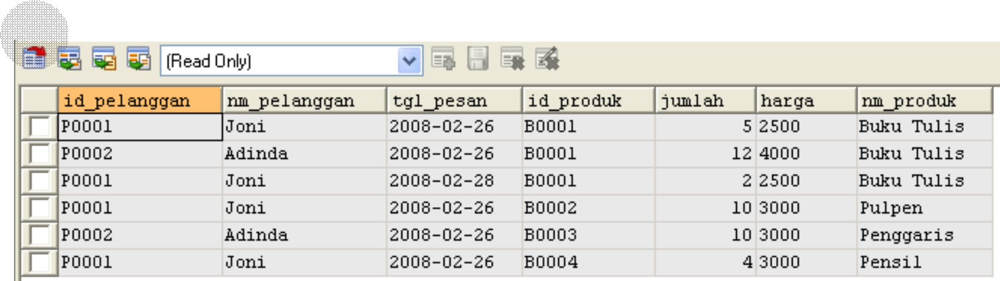 (Read Only)
id_pelanggan nm_pelanggan tgl_pesan id_produk jumlah harga nm_produk
P0001 Joni 2008-02-26 B0001 5 2500 Buku Tulis
P0002 Adinda 2008-02-26 B0001 12 4000 Buku Tulis
P0001 Joni 2008-02-28 B0001 2 2500 Buku Tulis
P0001 Joni 2008-02-26 B0002 10 3000 Pulpen
P0002 Adinda 2008-02-26 B0003 10 3000 Penggaris
P0001 Joni 2008-02-26 B0004 4 3000 Pensil